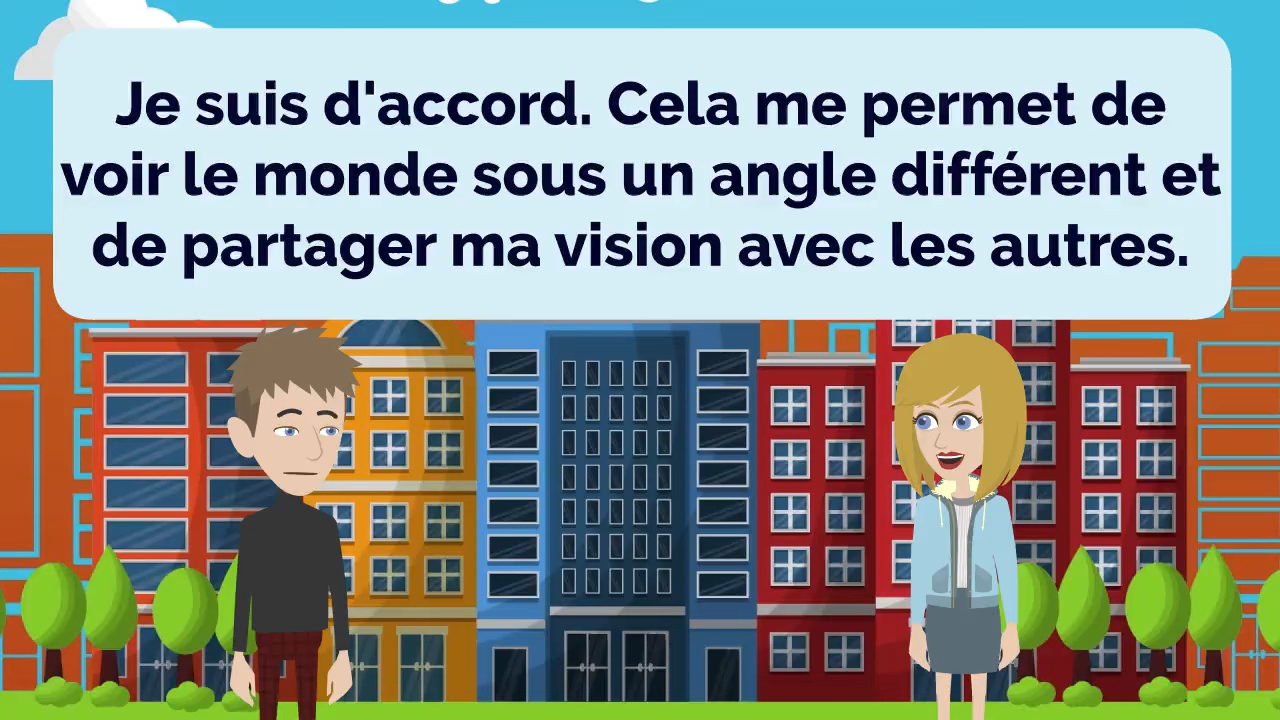 Je suis d'accord. Cela me permet de
voir le monde sous un angle différent et
de partager ma vision avec les autres.